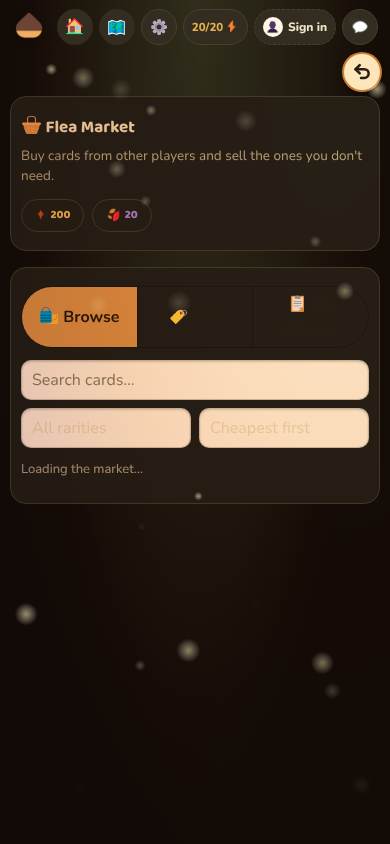 20/20
Sign in
Flea Market
Buy cards from other players and sell the ones you don't
need.
200
20
Browse
Search cards...
All rarities
Cheapest first
Loading the market...